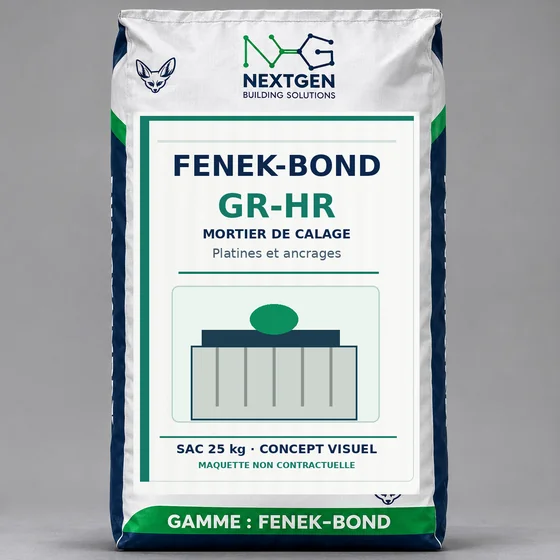 NG
NEXTGEN
BUILDING SOLUTIONS
FENEK-BOND
GR-HR
MORTIER DE CALAGE
Platines et ancrages
SAC 25 kg · CONCEPT VISUEL
MAQUETTE NON CONTRACTUELLE
GAMME : FENEK-BOND